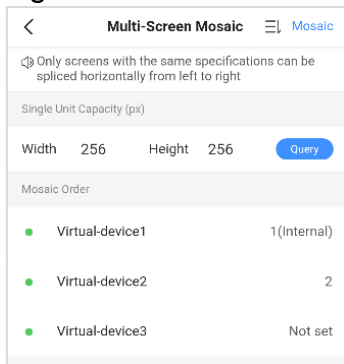 Multi-Screen Mosaic Mosaic
Only screens with the same specifications can be
spliced horizontally from left to right
Single Unit Capacity (px)
Width 256 Height 256 Query
Mosaic Order
Virtual-device1 1(Internal)
Virtual-device2 2
Virtual-device3 Not set